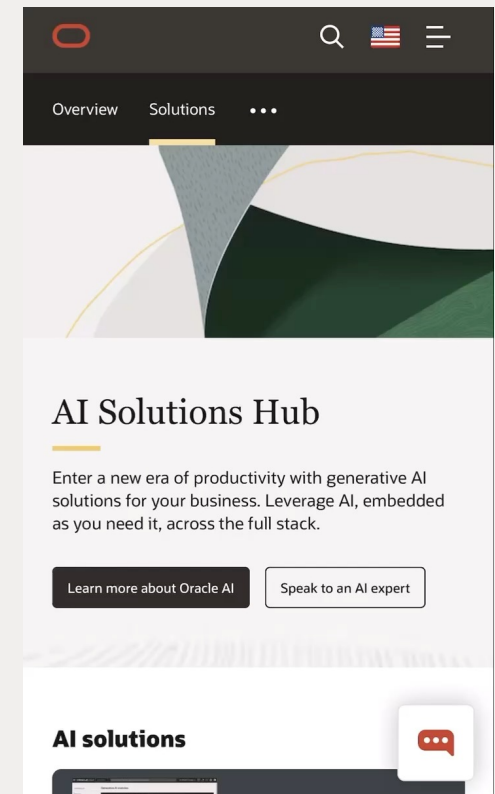 Overview Solutions
AI Solutions Hub
Enter a new era of productivity with generative AI
solutions for your business. Leverage AI, embedded
as you need it, across the full stack.
Learn more about Oracle AI Speak to an AI expert
AI solutions